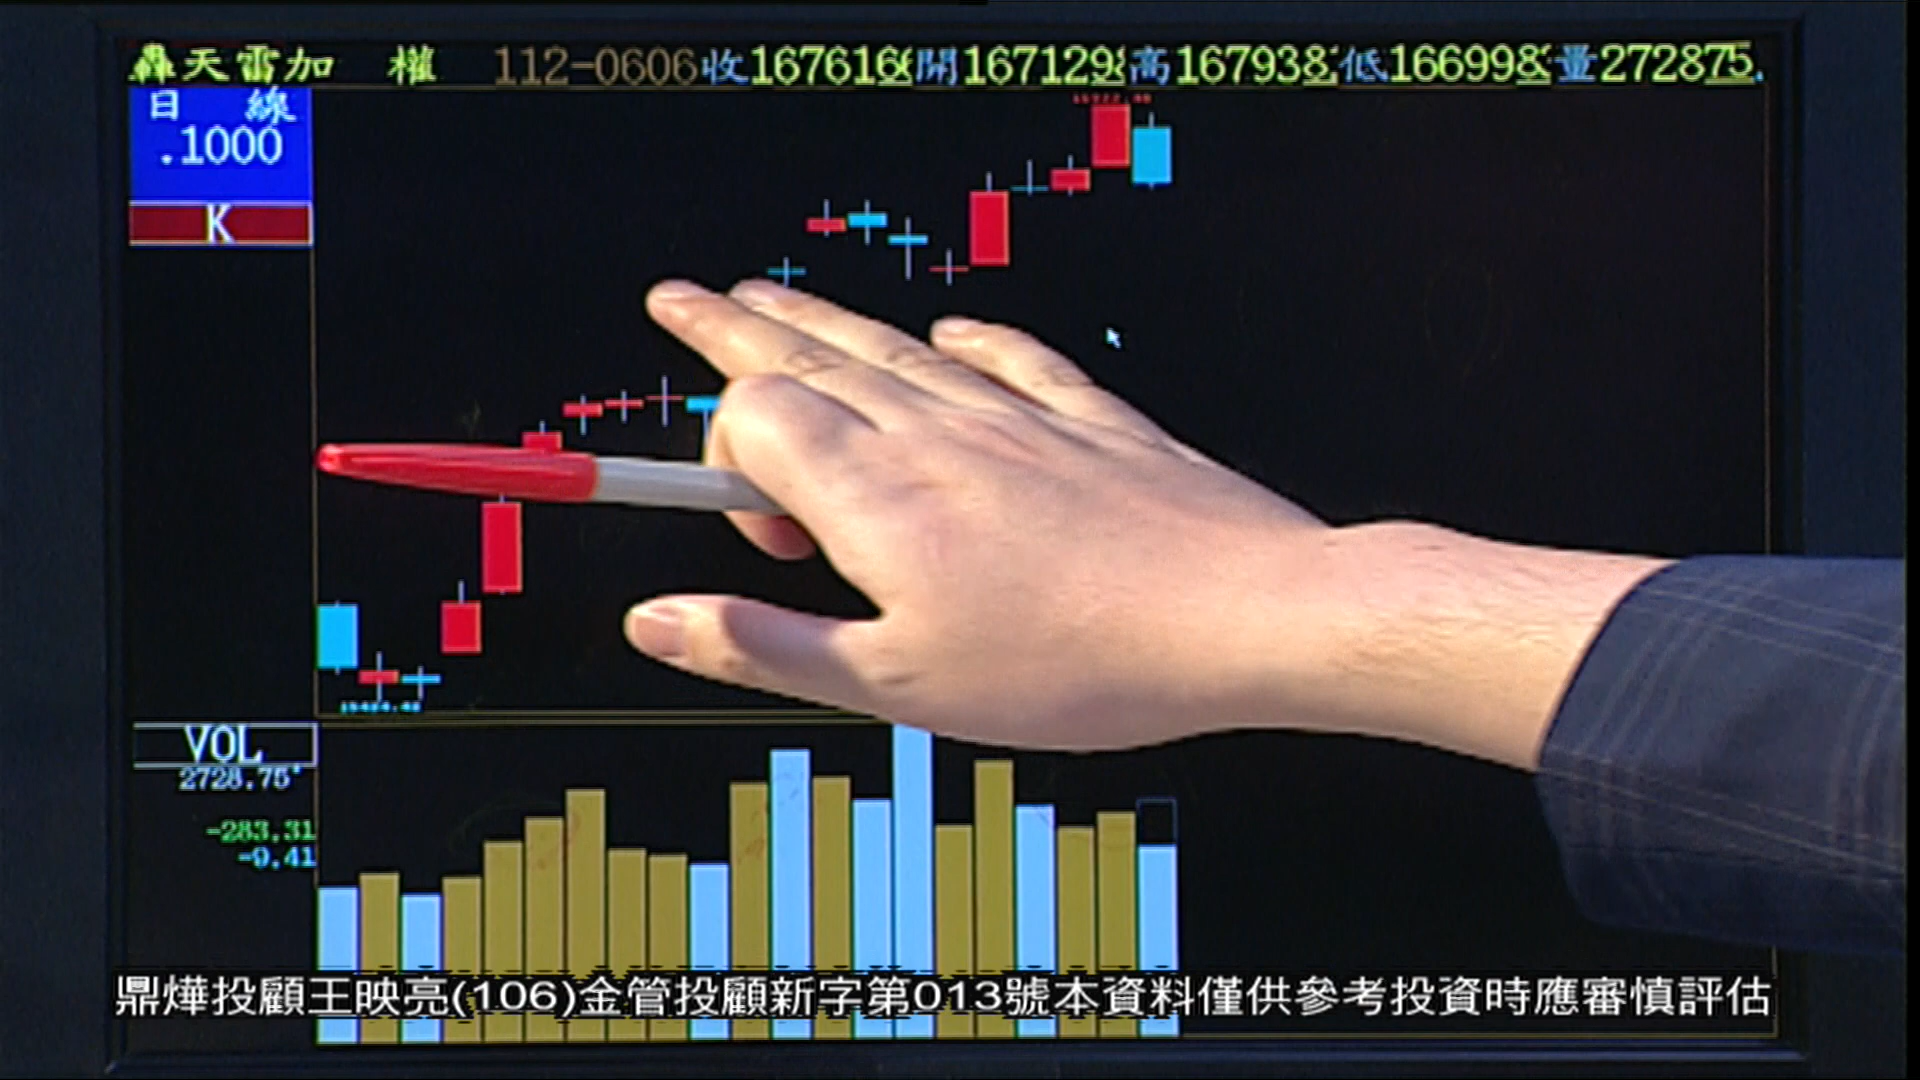 轟天雷加 權 112-0606收167616開167129高167938低166998量272875
日 線
.1000
K
VOL
2728.75
-283.31
-9.41
鼎燁投顧王映亮(106)金管投顧新字第013號本資料僅供參考投資時應審慎評估